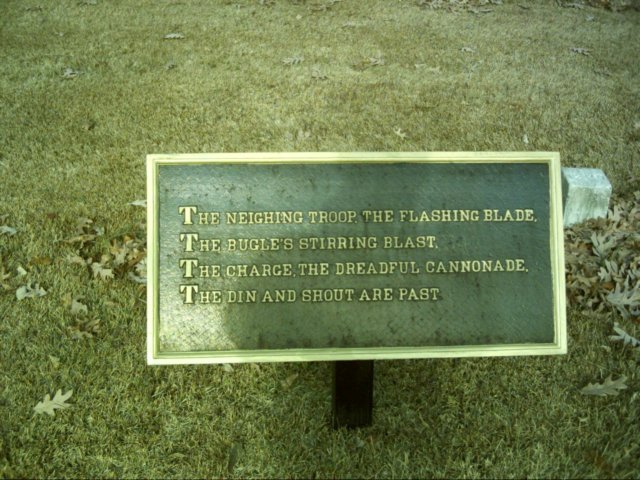 THE NEIGHING TROOP, THE FLASHING BLADE,
THE BUGLE'S STIRRING BLAST,
THE CHARGE, THE DREADFUL CANNONADE,
THE DIN AND SHOUT ARE PAST